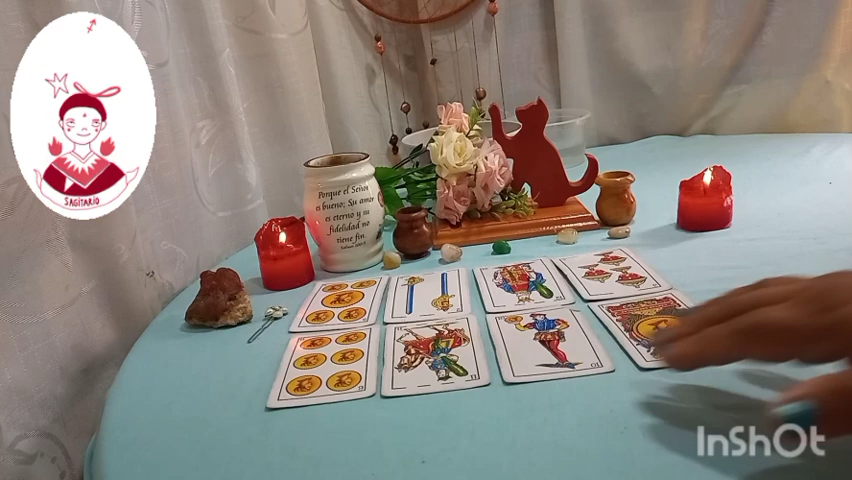 SAGITARIO
Porque el Señor
es bueno; Su amor
es eterno y su
fidelidad no
tiene fin.
InShOt